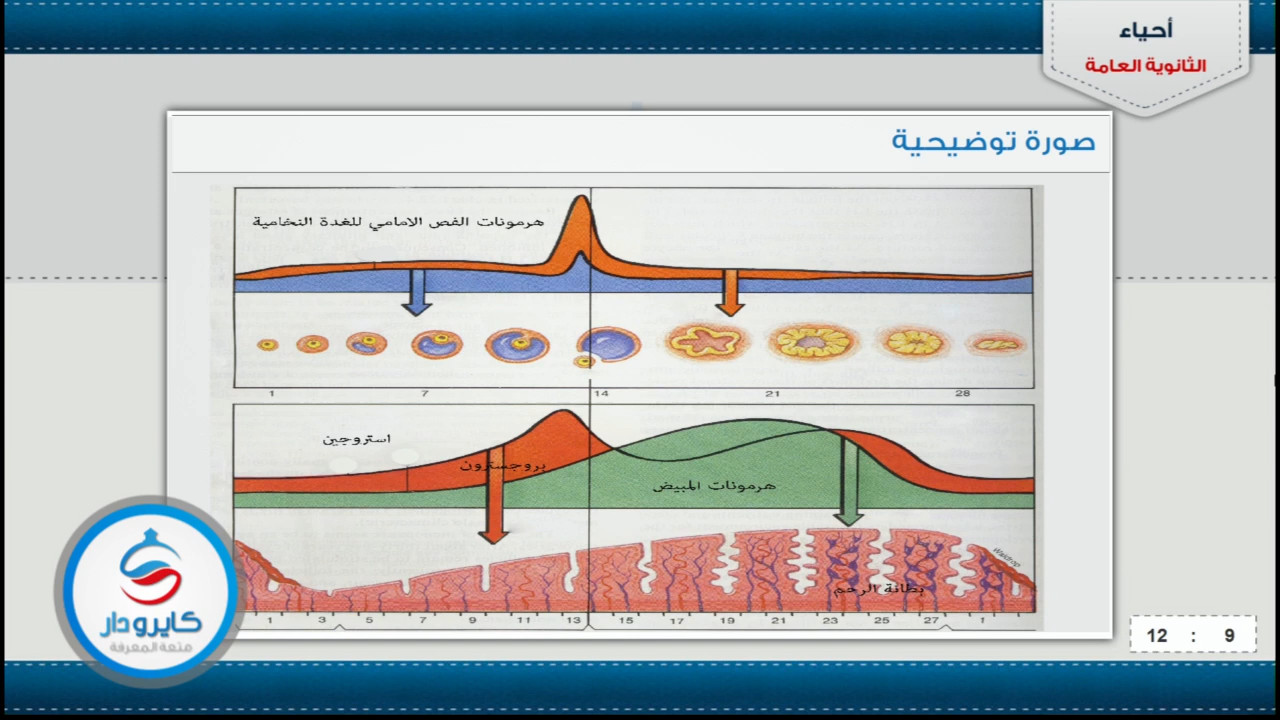 أحياء
الثانوية العامة
صورة توضيحية
هرمونات الفص الامامي للغدة النخامية
1 7 14 21 28
استروجين
بروجسترون
هرمونات المبيض
Waldrop
بطانة الرحم
1 3 5 7 9 11 13 15 17 19 21 23 25 27 1
كايرودار
متعة المعرفة
12 : 9